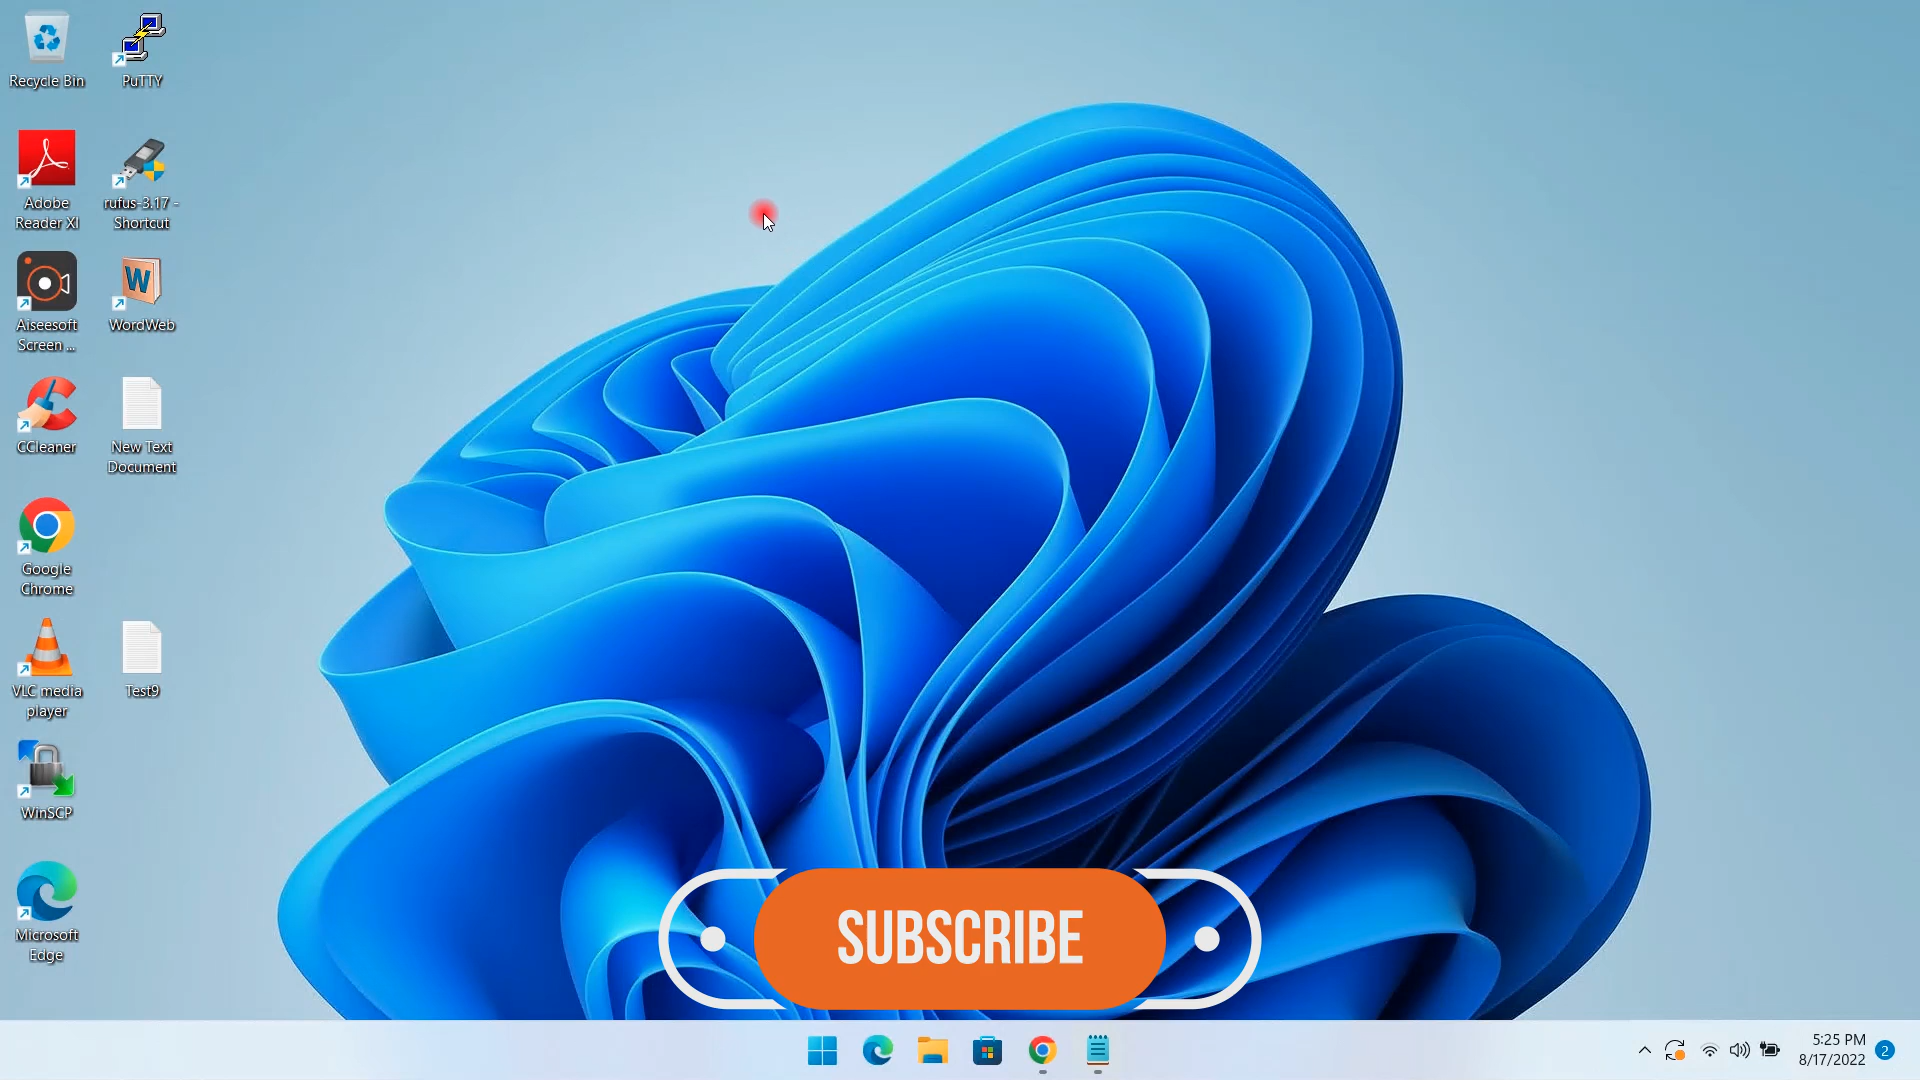 Recycle Bin
PuTTY
Adobe
Reader XI
rufus-3.17 -
Shortcut
Aiseesoft
Screen ...
W
WordWeb
CCleaner
New Text
Document
Google
Chrome
VLC media
player
Test9
WinSCP
Microsoft
Edge
SUBSCRIBE
5:25 PM
8/17/2022
2